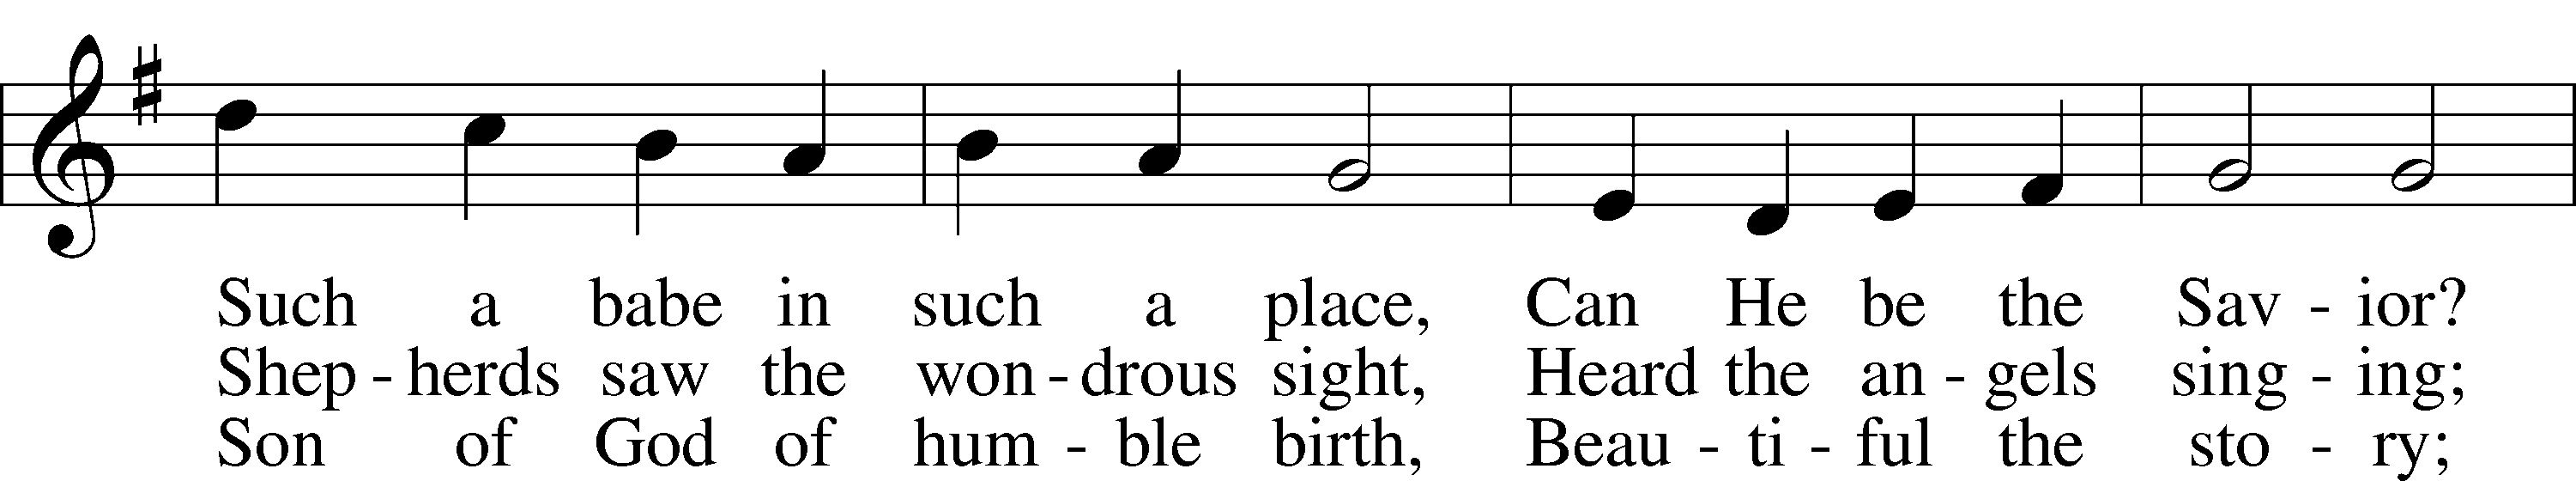 Such a babe in such a place, Can He be the Sav - ior?
Shep - herds saw the won - drous sight, Heard the an - gels sing - ing;
Son of God of hum - ble birth, Beau - ti - ful the sto - ry;